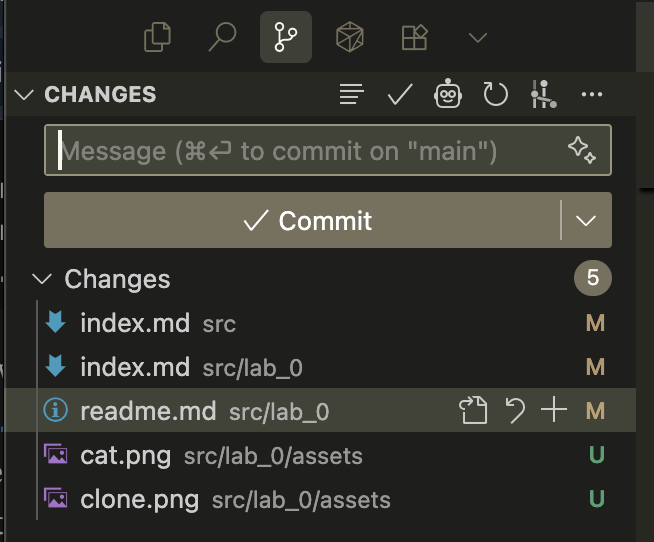 CHANGES
Message (⌘⏎ to commit on "main")
Commit
Changes 5
index.md src M
index.md src/lab_0 M
readme.md src/lab_0 M
cat.png src/lab_0/assets U
clone.png src/lab_0/assets U